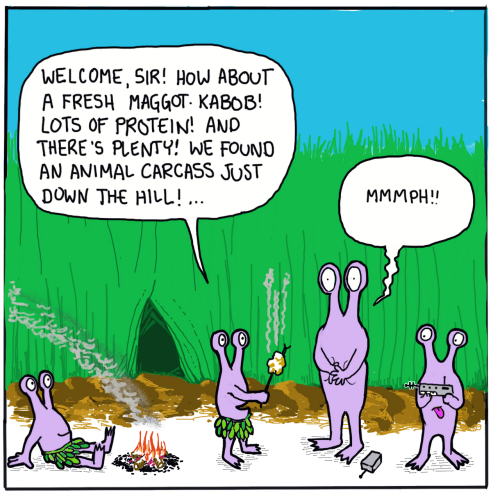 WELCOME, SIR! HOW ABOUT
A FRESH MAGGOT-KABOB!
LOTS OF PROTEIN! AND
THERE'S PLENTY! WE FOUND
AN ANIMAL CARCASS JUST
DOWN THE HILL!...
MMMPH!!